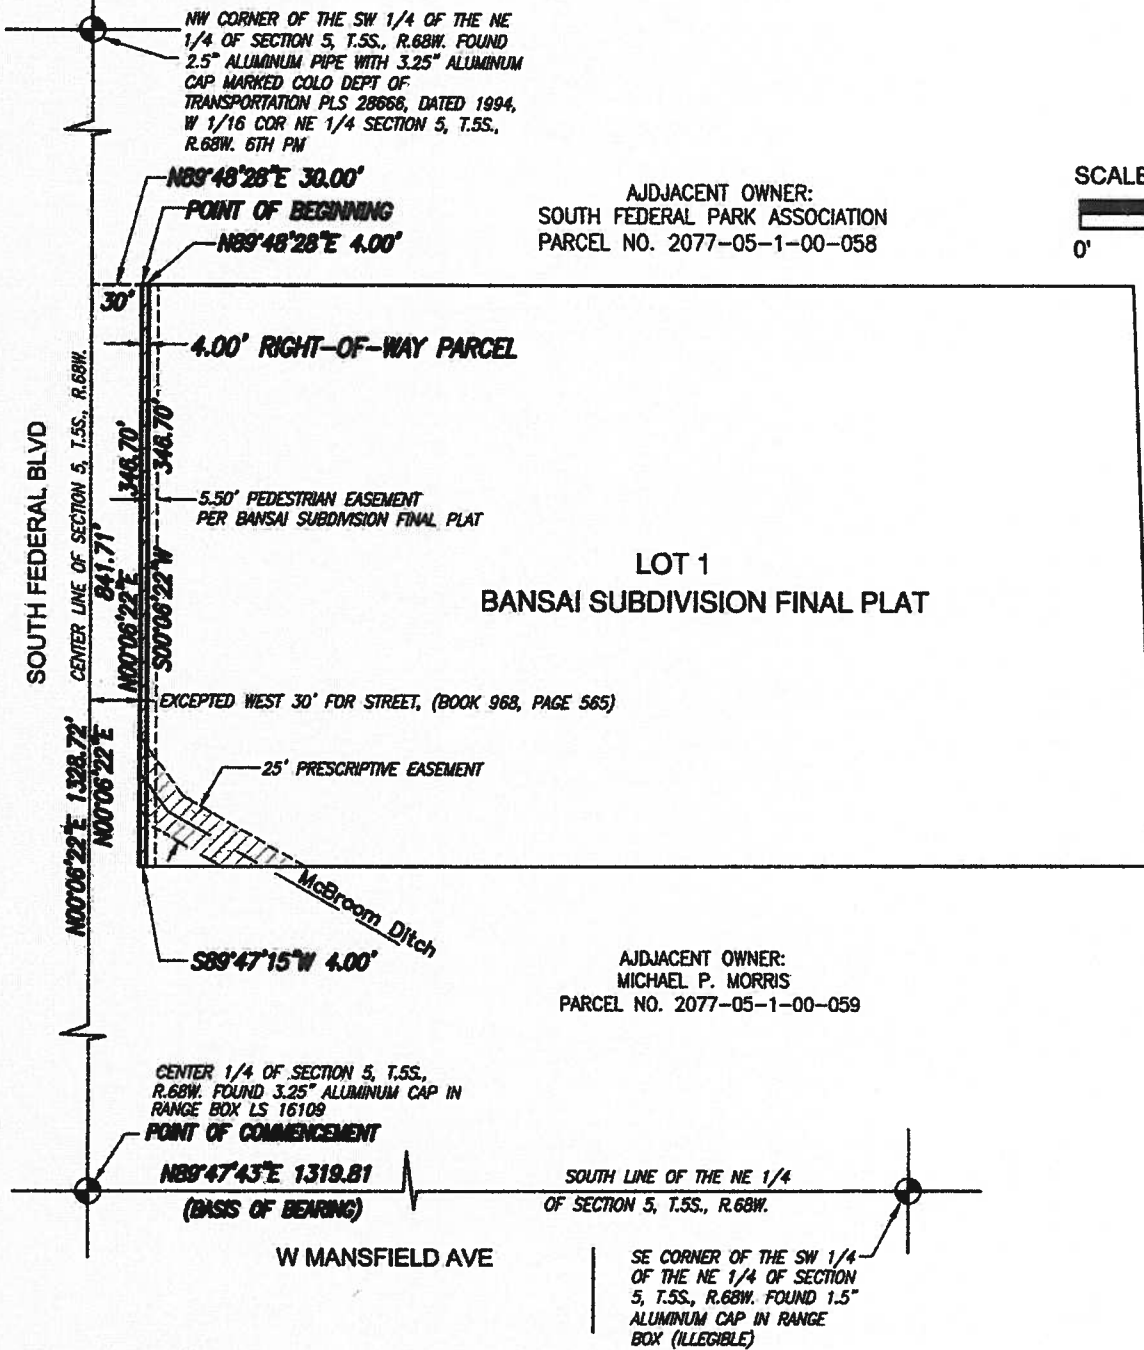 NW CORNER OF THE SW 1/4 OF THE NE
1/4 OF SECTION 5, T.5S., R.68W. FOUND
2.5" ALUMINUM PIPE WITH 3.25" ALUMINUM
CAP MARKED COLO DEPT OF
TRANSPORTATION PLS 28666, DATED 1994,
W 1/16 COR NE 1/4 SECTION 5, T.5S.,
R.68W. 6TH PM
N89°48'28"E 30.00'
POINT OF BEGINNING
N89°48'28"E 4.00'
AJDJACENT OWNER:
SOUTH FEDERAL PARK ASSOCIATION
PARCEL NO. 2077-05-1-00-058
SCALE
0'
30'
4.00' RIGHT-OF-WAY PARCEL
SOUTH FEDERAL BLVD
CENTER LINE OF SECTION 5, T.5S., R.68W.
841.71'
N00°06'22"E
346.70'
S00°06'22"W
346.70'
5.50' PEDESTRIAN EASEMENT
PER BANSAI SUBDIVISION FINAL PLAT
LOT 1
BANSAI SUBDIVISION FINAL PLAT
EXCEPTED WEST 30' FOR STREET, (BOOK 968, PAGE 565)
N00°06'22"E 1328.72'
N00°06'22"E
25' PRESCRIPTIVE EASEMENT
McBroom Ditch
S89°47'15"W 4.00'
AJDJACENT OWNER:
MICHAEL P. MORRIS
PARCEL NO. 2077-05-1-00-059
CENTER 1/4 OF SECTION 5, T.5S.,
R.68W. FOUND 3.25" ALUMINUM CAP IN
RANGE BOX LS 16109
POINT OF COMMENCEMENT
N89°47'43"E 1319.81
(BASIS OF BEARING)
SOUTH LINE OF THE NE 1/4
OF SECTION 5, T.5S., R.68W.
W MANSFIELD AVE
SE CORNER OF THE SW 1/4
OF THE NE 1/4 OF SECTION
5, T.5S., R.68W. FOUND 1.5"
ALUMINUM CAP IN RANGE
BOX (ILLEGIBLE)